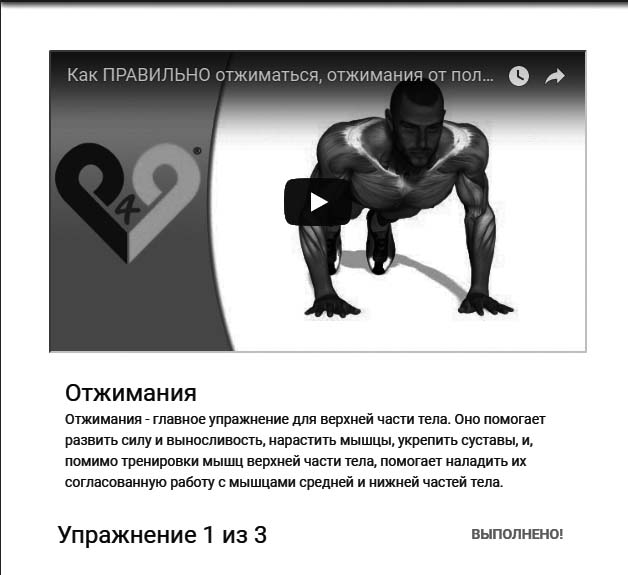 Как ПРАВИЛЬНО отжиматься, отжимания от пол...
®
4
Отжимания
Отжимания - главное упражнение для верхней части тела. Оно помогает
развить силу и выносливость, нарастить мышцы, укрепить суставы, и,
помимо тренировки мышц верхней части тела, помогает наладить их
согласованную работу с мышцами средней и нижней частей тела.
Упражнение 1 из 3
ВЫПОЛНЕНО!